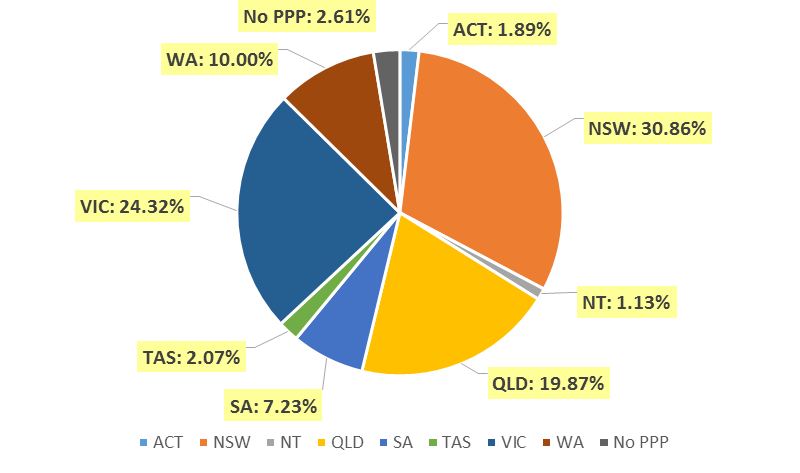 No PPP: 2.61%
ACT: 1.89%
WA: 10.00%
NSW: 30.86%
VIC: 24.32%
NT: 1.13%
TAS: 2.07%
QLD: 19.87%
SA: 7.23%
ACT NSW NT QLD SA TAS VIC WA No PPP